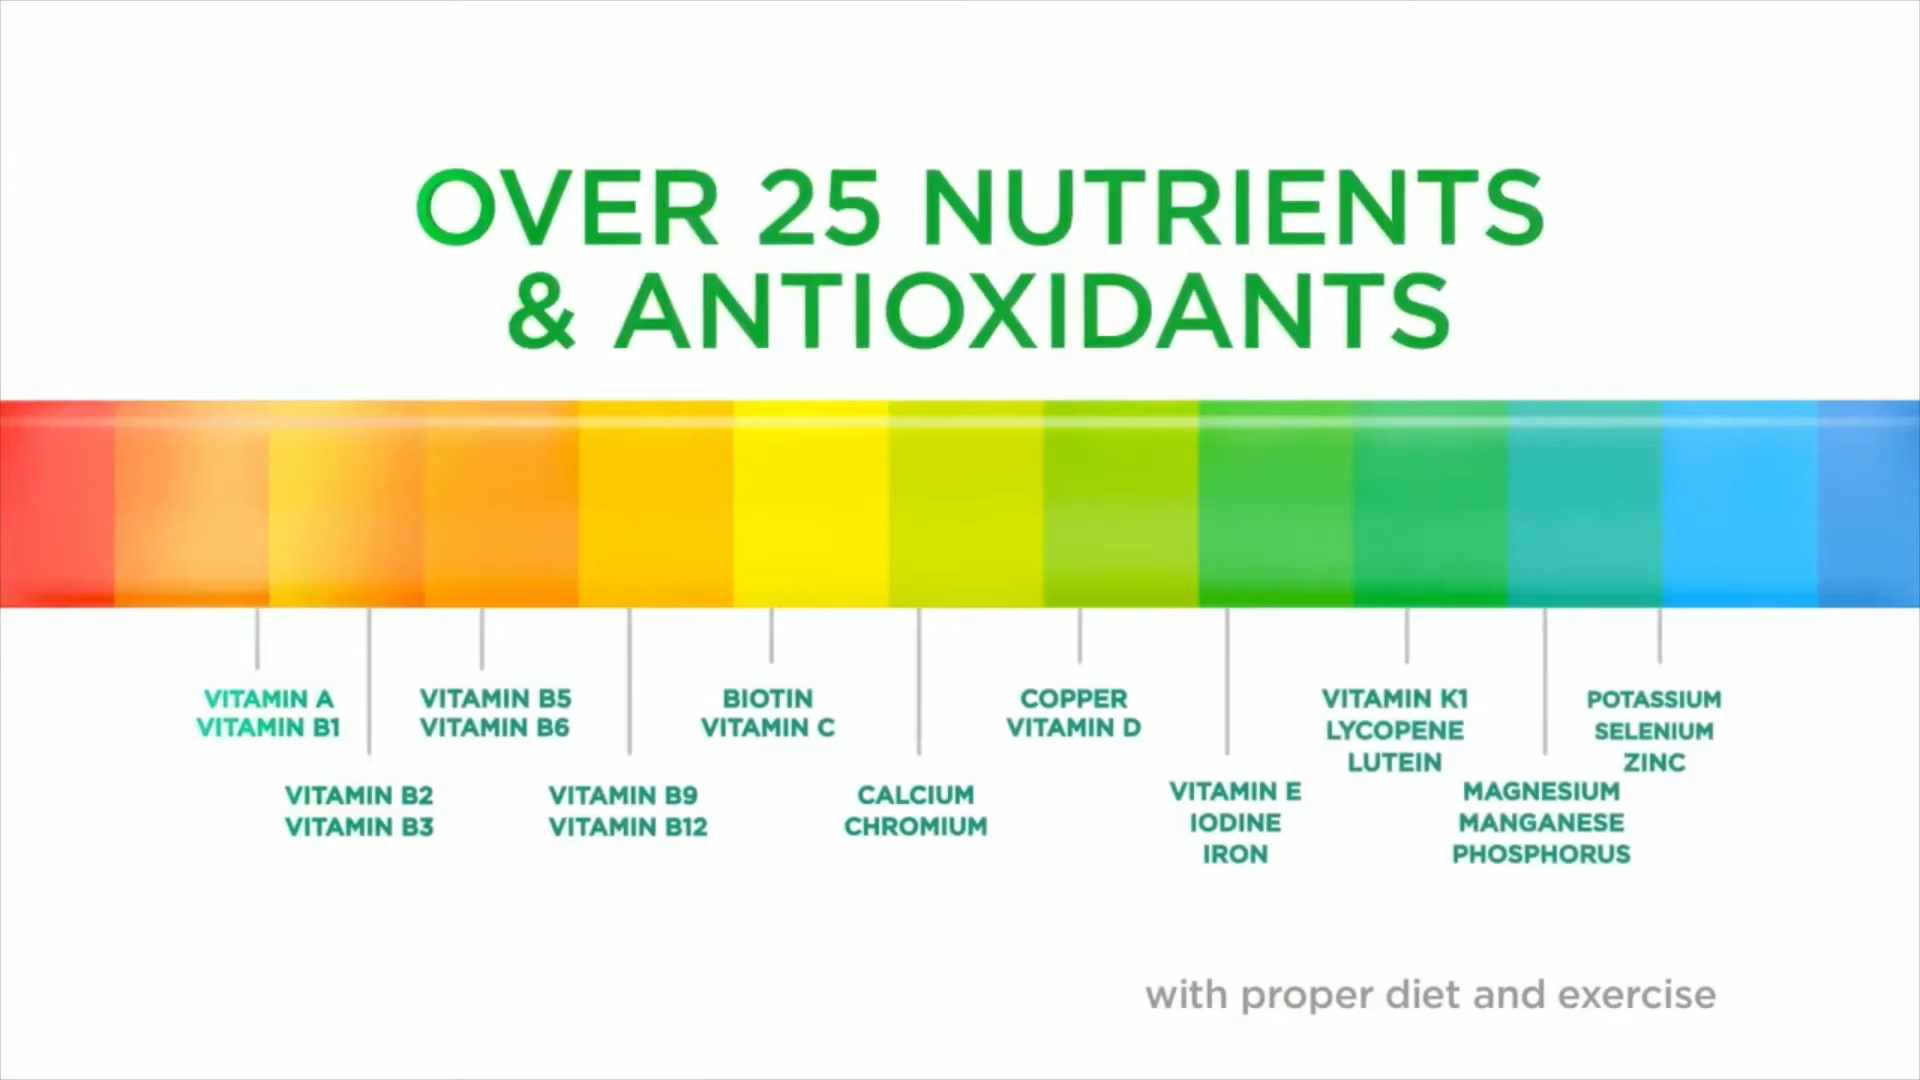 OVER 25 NUTRIENTS
& ANTIOXIDANTS
VITAMIN A
VITAMIN B1
VITAMIN B2
VITAMIN B3
VITAMIN B5
VITAMIN B6
VITAMIN B9
VITAMIN B12
BIOTIN
VITAMIN C
CALCIUM
CHROMIUM
COPPER
VITAMIN D
VITAMIN E
IODINE
IRON
VITAMIN K1
LYCOPENE
LUTEIN
MAGNESIUM
MANGANESE
PHOSPHORUS
POTASSIUM
SELENIUM
ZINC
with proper diet and exercise